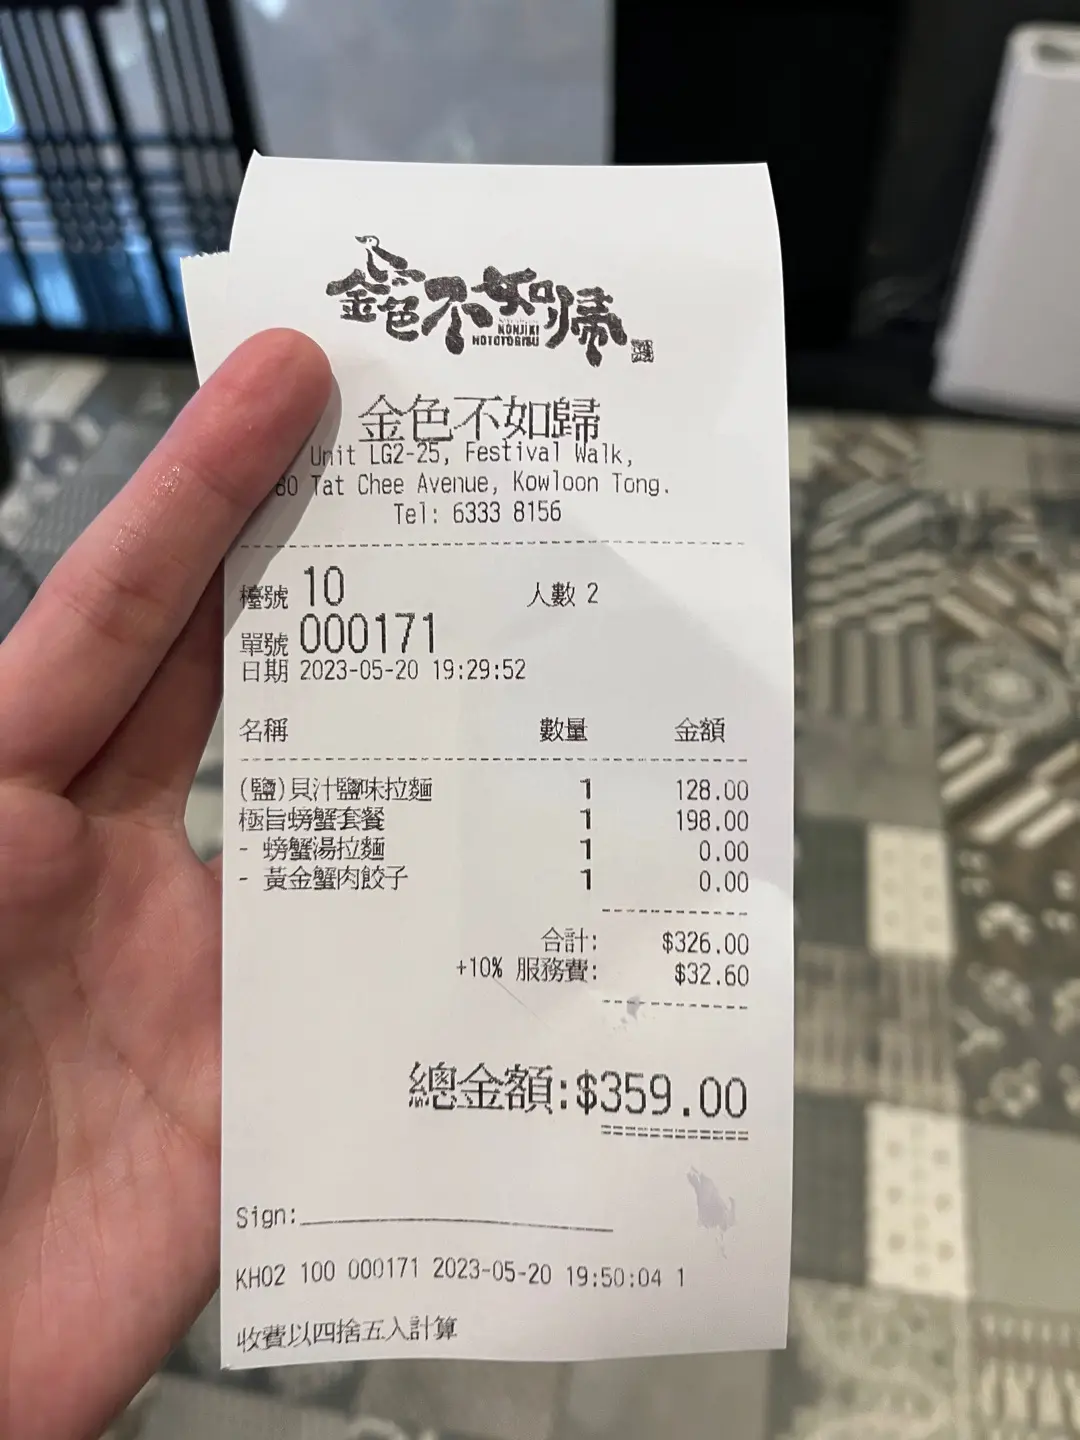 金色不如歸
KONJIKI
HOTOTOGISU
金色不如歸
Unit LG2-25, Festival Walk,
80 Tat Chee Avenue, Kowloon Tong.
Tel: 6333 8156
檯號 10 人數 2
單號 000171
日期 2023-05-20 19:29:52
名稱 數量 金額
(鹽)貝汁鹽味拉麵 1 128.00
極旨螃蟹套餐 1 198.00
- 螃蟹湯拉麵 1 0.00
- 黃金蟹肉餃子 1 0.00
合計: $326.00
+10% 服務費: $32.60
總金額:$359.00
Sign:
KH02 100 000171 2023-05-20 19:50:04 1
收費以四捨五入計算